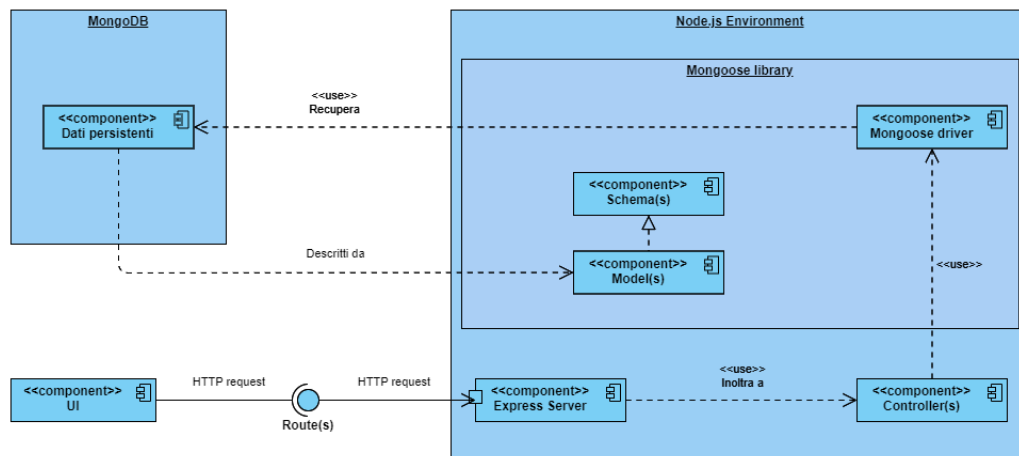 MongoDB
Node.js Environment
Mongoose library
<<use>>
Recupera
<<component>>
Dati persistenti
<<component>>
Mongoose driver
<<component>>
Schema(s)
Descritti da
<<component>>
Model(s)
<<use>>
<<component>>
UI
HTTP request
Route(s)
HTTP request
<<component>>
Express Server
<<use>>
Inoltra a
<<component>>
Controller(s)